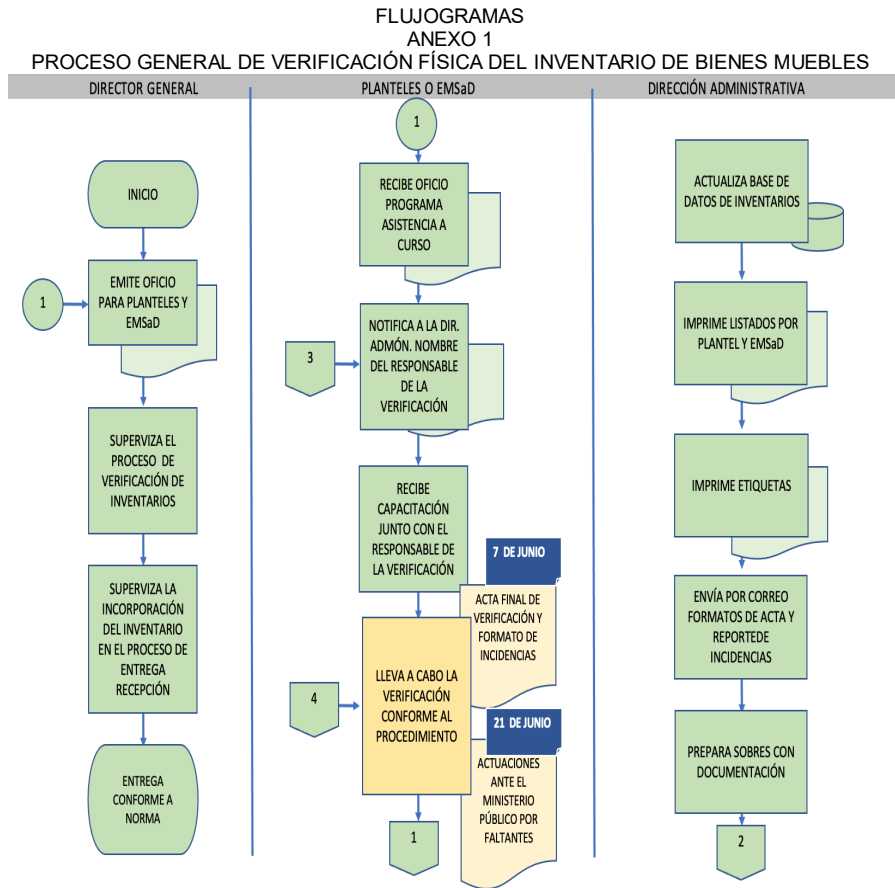 FLUJOGRAMAS
ANEXO 1
PROCESO GENERAL DE VERIFICACIÓN FÍSICA DEL INVENTARIO DE BIENES MUEBLES
DIRECTOR GENERAL
INICIO
1
EMITE OFICIO
PARA PLANTELES Y
EMSaD
SUPERVIZA EL
PROCESO DE
VERIFICACIÓN DE
INVENTARIOS
SUPERVIZA LA
INCORPORACIÓN
DEL INVENTARIO
EN EL PROCESO DE
ENTREGA
RECEPCIÓN
ENTREGA
CONFORME A
NORMA
PLANTELES O EMSaD
1
RECIBE OFICIO
PROGRAMA
ASISTENCIA A
CURSO
3
NOTIFICA A LA DIR.
ADMÓN. NOMBRE
DEL RESPONSABLE
DE LA
VERIFICACIÓN
RECIBE
CAPACITACIÓN
JUNTO CON EL
RESPONSABLE DE
LA VERIFICACIÓN
7 DE JUNIO
ACTA FINAL DE
VERIFICACIÓN Y
FORMATO DE
INCIDENCIAS
4
LLEVA A CABO LA
VERIFICACIÓN
CONFORME AL
PROCEDIMIENTO
21 DE JUNIO
ACTUACIONES
ANTE EL
MINISTERIO
PÚBLICO POR
FALTANTES
1
DIRECCIÓN ADMINISTRATIVA
ACTUALIZA BASE DE
DATOS DE INVENTARIOS
IMPRIME LISTADOS POR
PLANTEL Y EMSaD
IMPRIME ETIQUETAS
ENVÍA POR CORREO
FORMATOS DE ACTA Y
REPORTEDE
INCIDENCIAS
PREPARA SOBRES CON
DOCUMENTACIÓN
2